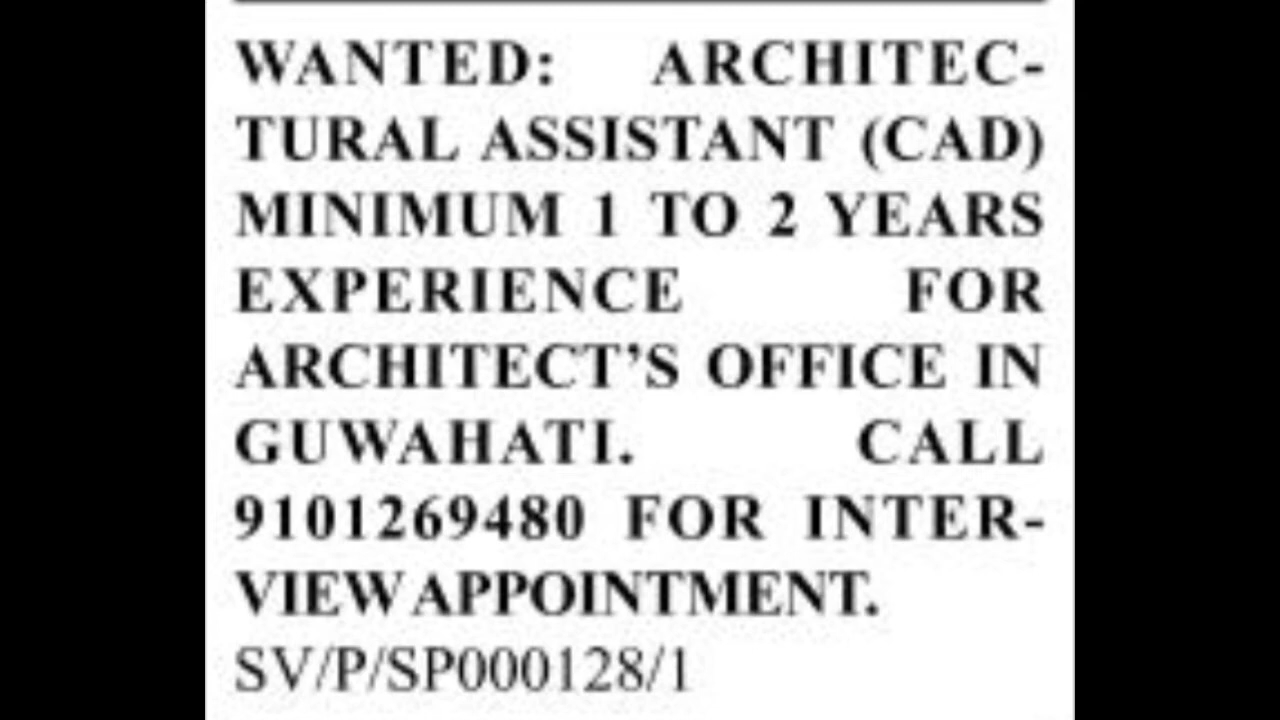 WANTED: ARCHITEC-
TURAL ASSISTANT (CAD)
MINIMUM 1 TO 2 YEARS
EXPERIENCE FOR
ARCHITECT’S OFFICE IN
GUWAHATI. CALL
9101269480 FOR INTER-
VIEW APPOINTMENT.
SV/P/SP000128/1